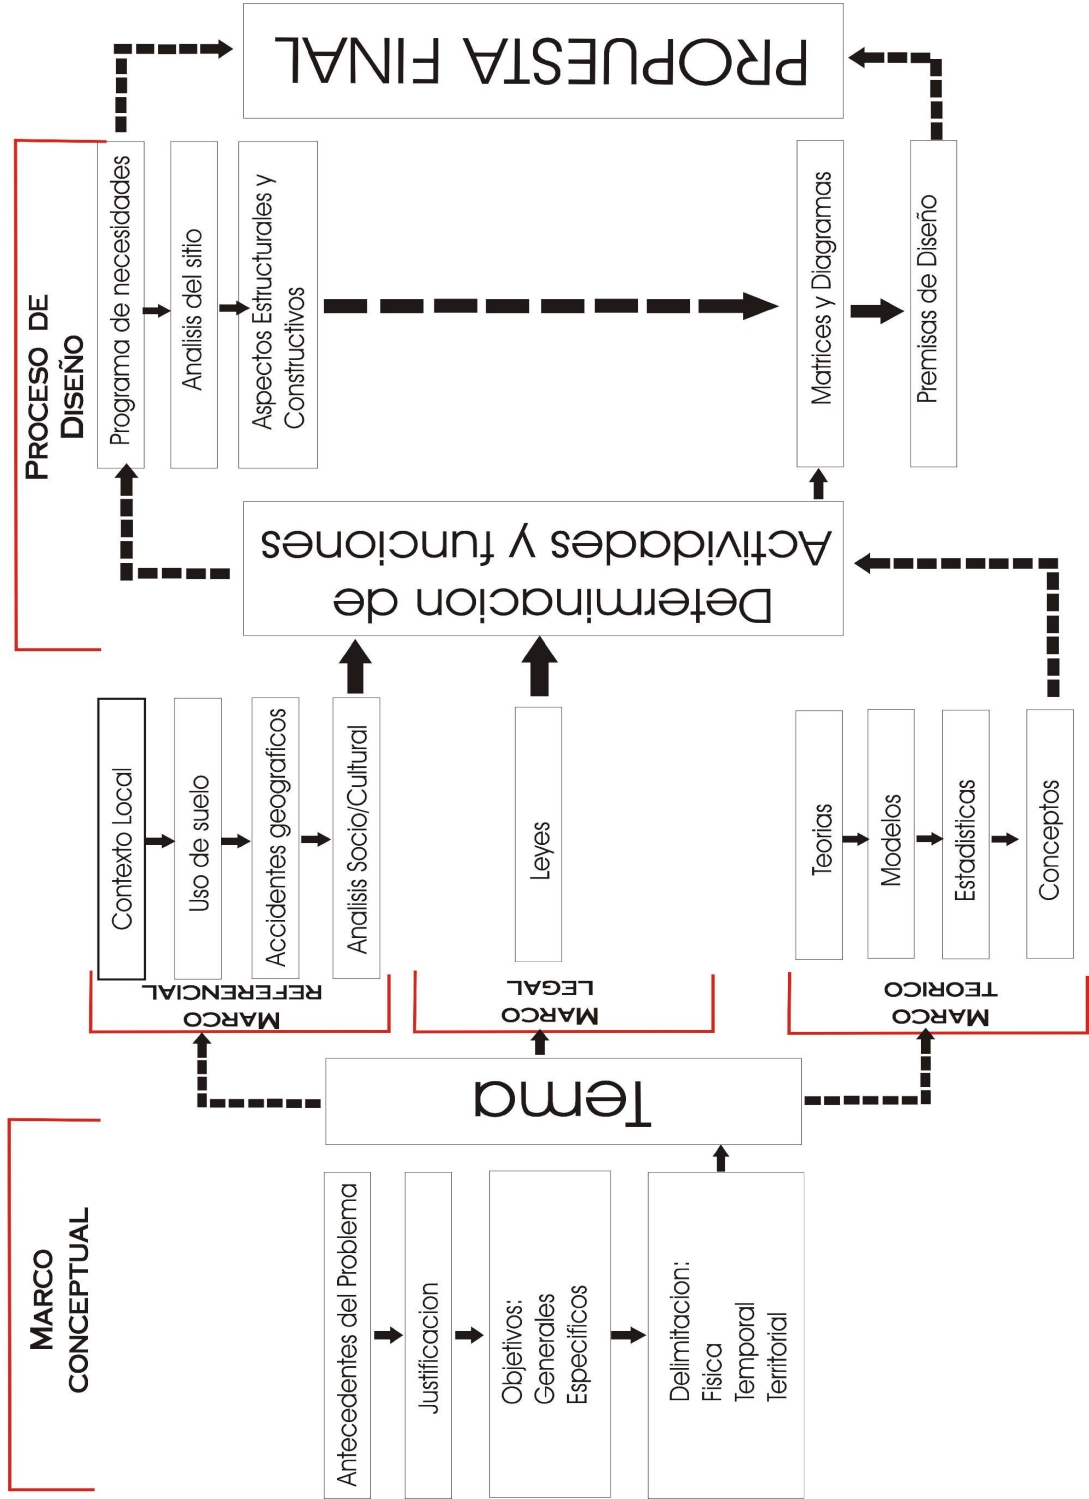 MARCO
CONCEPTUAL
Antecedentes del Problema
Justificacion
Objetivos:
Generales
Especificos
Delimitacion:
Fisica
Temporal
Territorial
Tema
MARCO
REFERENCIAL
Contexto Local
Uso de suelo
Accidentes geograficos
Analisis Socio/Cultural
MARCO
LEGAL
Leyes
MARCO
TEORICO
Teorias
Modelos
Estadisticas
Conceptos
PROCESO DE
DISEÑO
Determinacion de
Actividades y funciones
Programa de necesidades
Analisis del sitio
Aspectos Estructurales y
Constructivos
Matrices y Diagramas
Premisas de Diseño
PROPUESTA FINAL